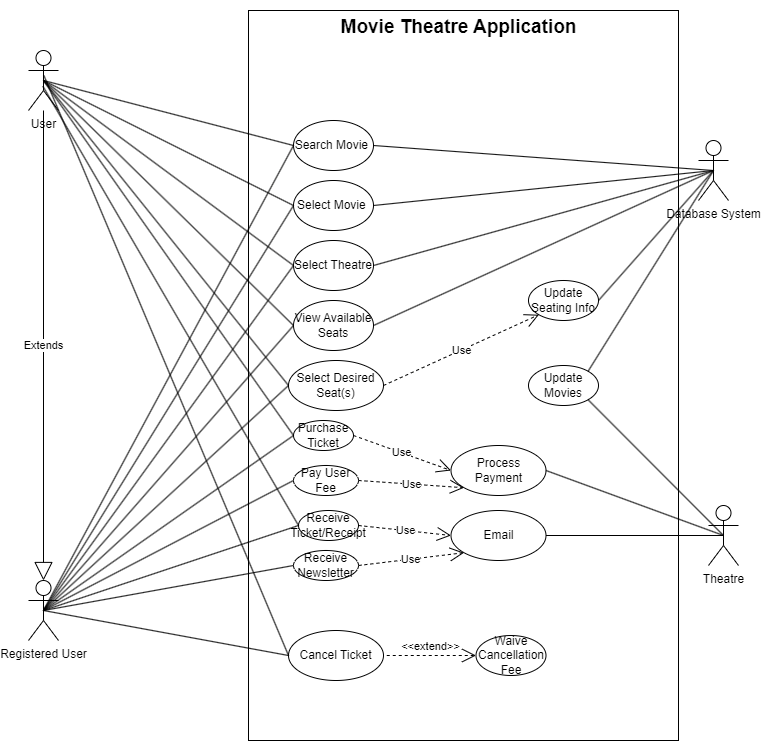 Movie Theatre Application
User
Search Movie
Database System
Select Movie
Select Theatre
View Available
Seats
Update
Seating Info
Extends
Use
Select Desired
Seat(s)
Update
Movies
Purchase
Ticket
Use
Process
Payment
Pay User
Fee
Use
Receive
Ticket/Receipt
Use
Email
Receive
Newsletter
Use
Theatre
Registered User
Cancel Ticket
<<extend>>
Waive
Cancellation
Fee